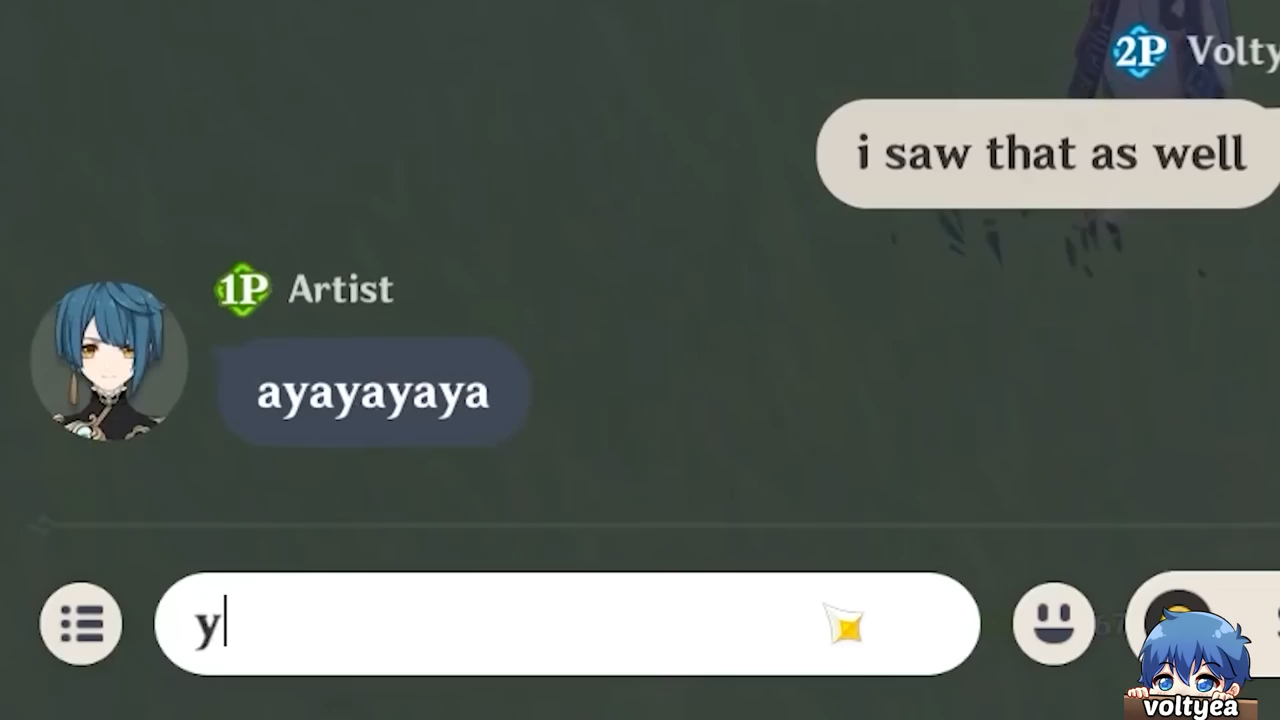 2P Volty
i saw that as well
1P Artist
ayayayaya
y
voltyea